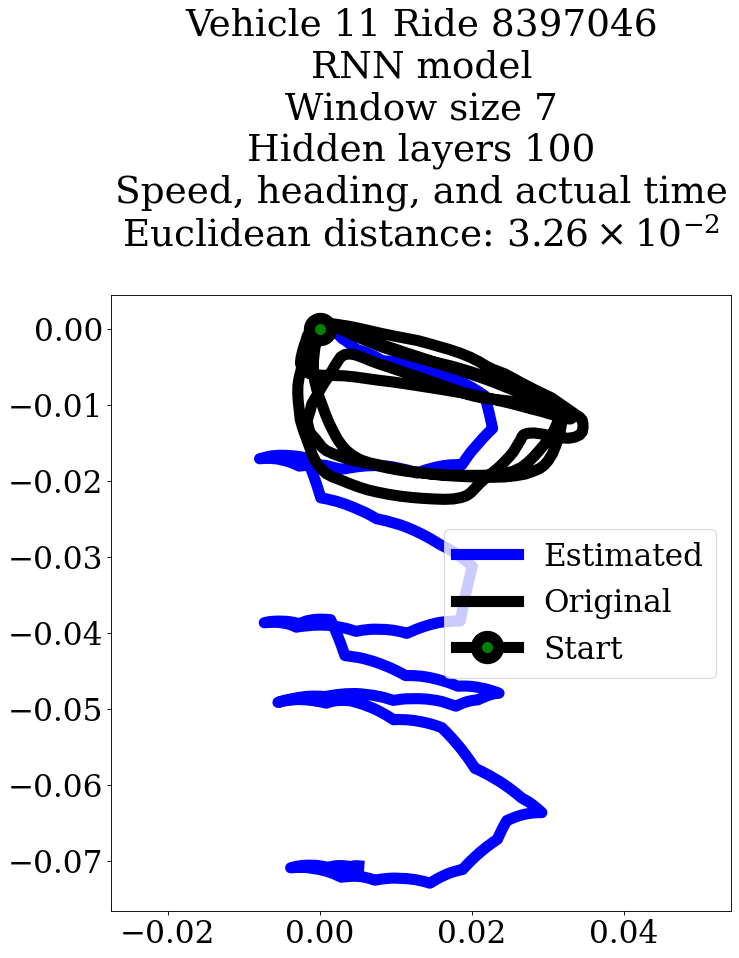 Vehicle 11 Ride 8397046
RNN model
Window size 7
Hidden layers 100
Speed, heading, and actual time
Euclidean distance: 3.26 × 10⁻²
0.00
−0.01
−0.02
−0.03
−0.04
−0.05
−0.06
−0.07
Estimated
Original
Start
−0.02 0.00 0.02 0.04